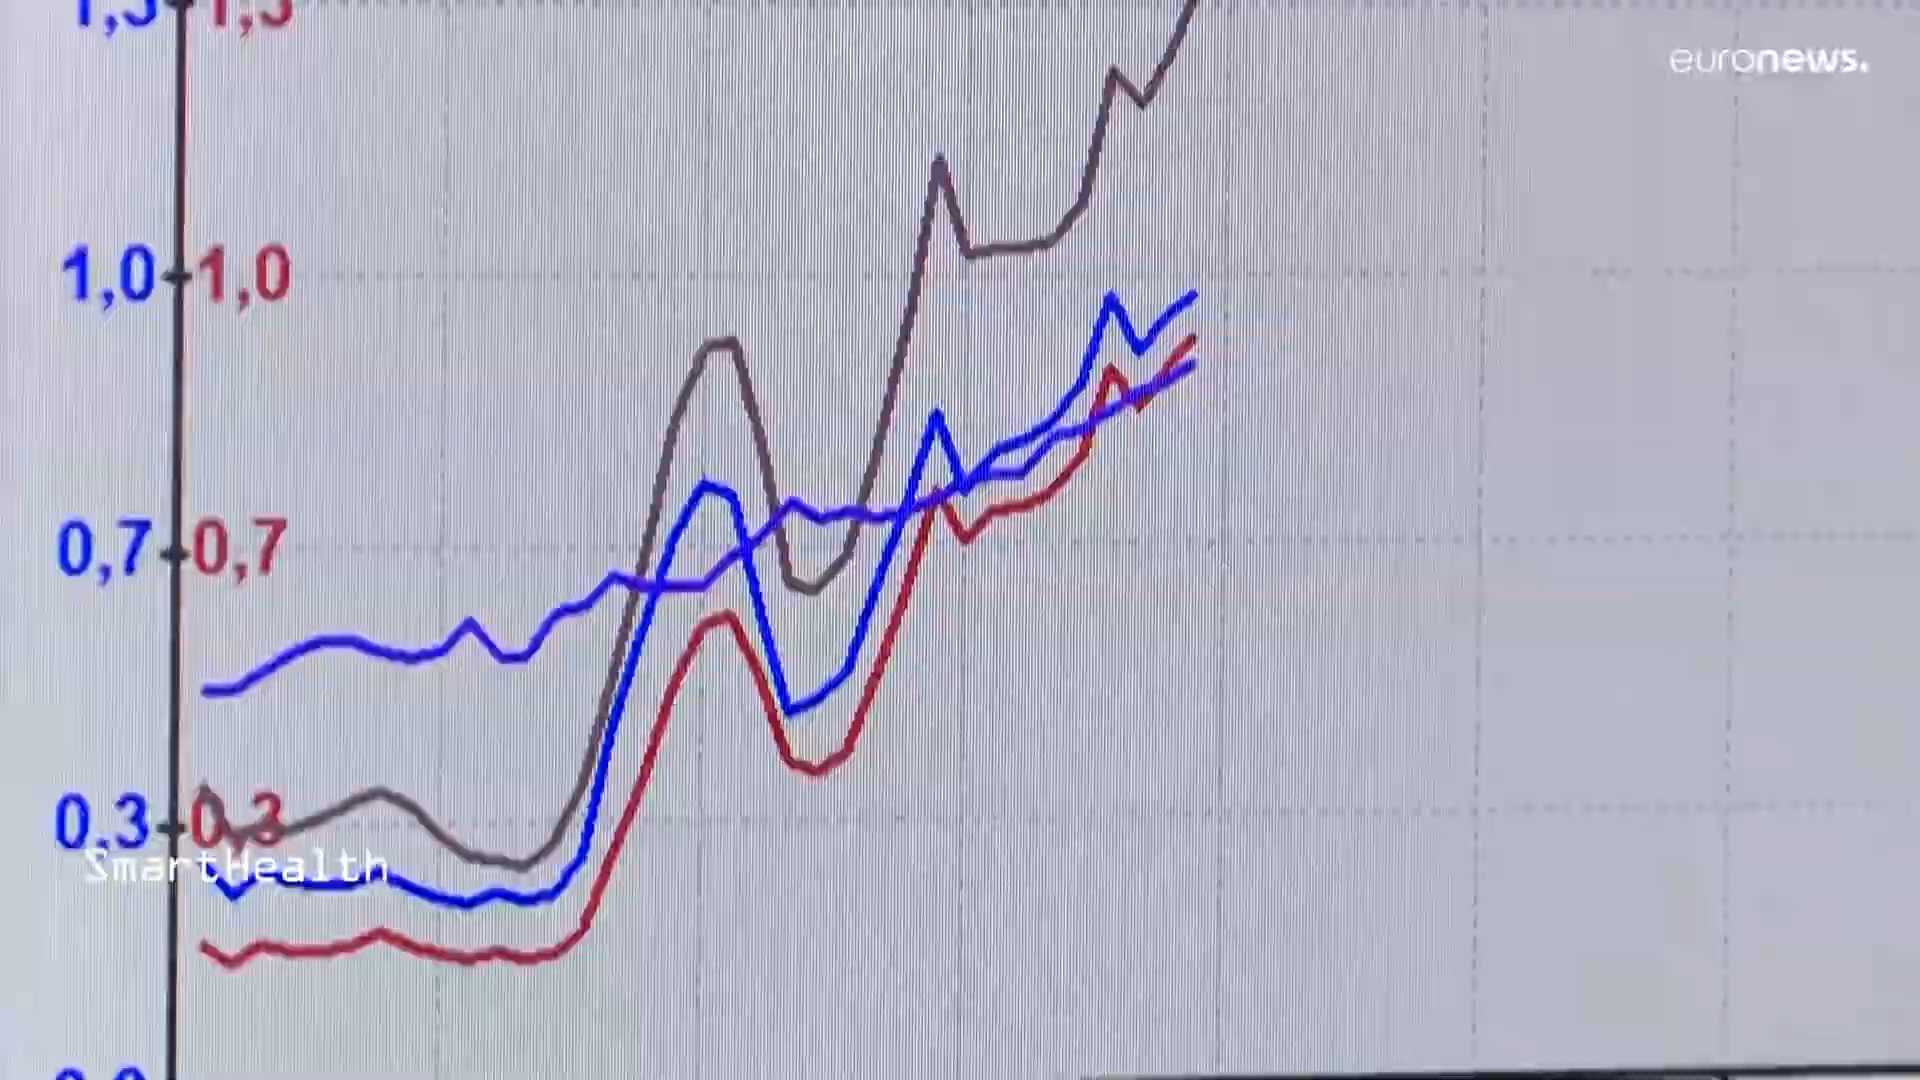 1,3 1,3
euronews.
1,0 1,0
0,7 0,7
0,3 0,3
SmartHealth